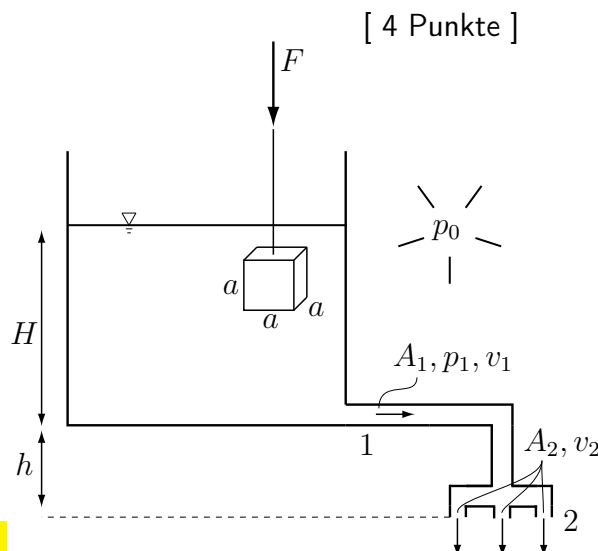 [ 4 Punkte ]
F
p₀
a
a
a
H
A₁, p₁, v₁
1
h
A₂, v₂
2